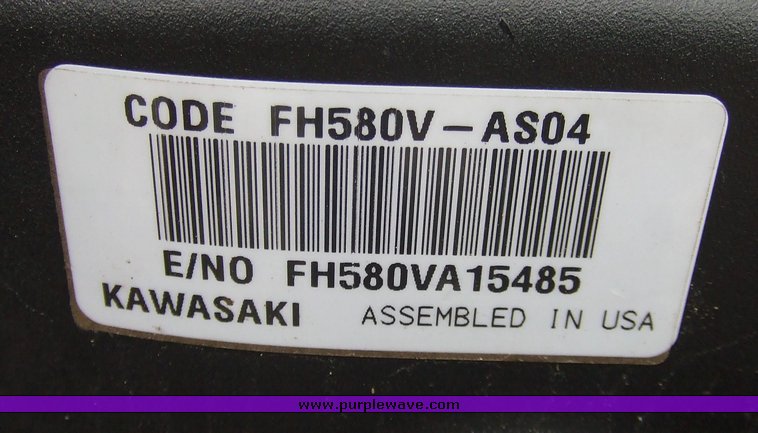 CODE FH580V-AS04
E/NO FH580VA15485
KAWASAKI ASSEMBLED IN USA
www.purplewave.com